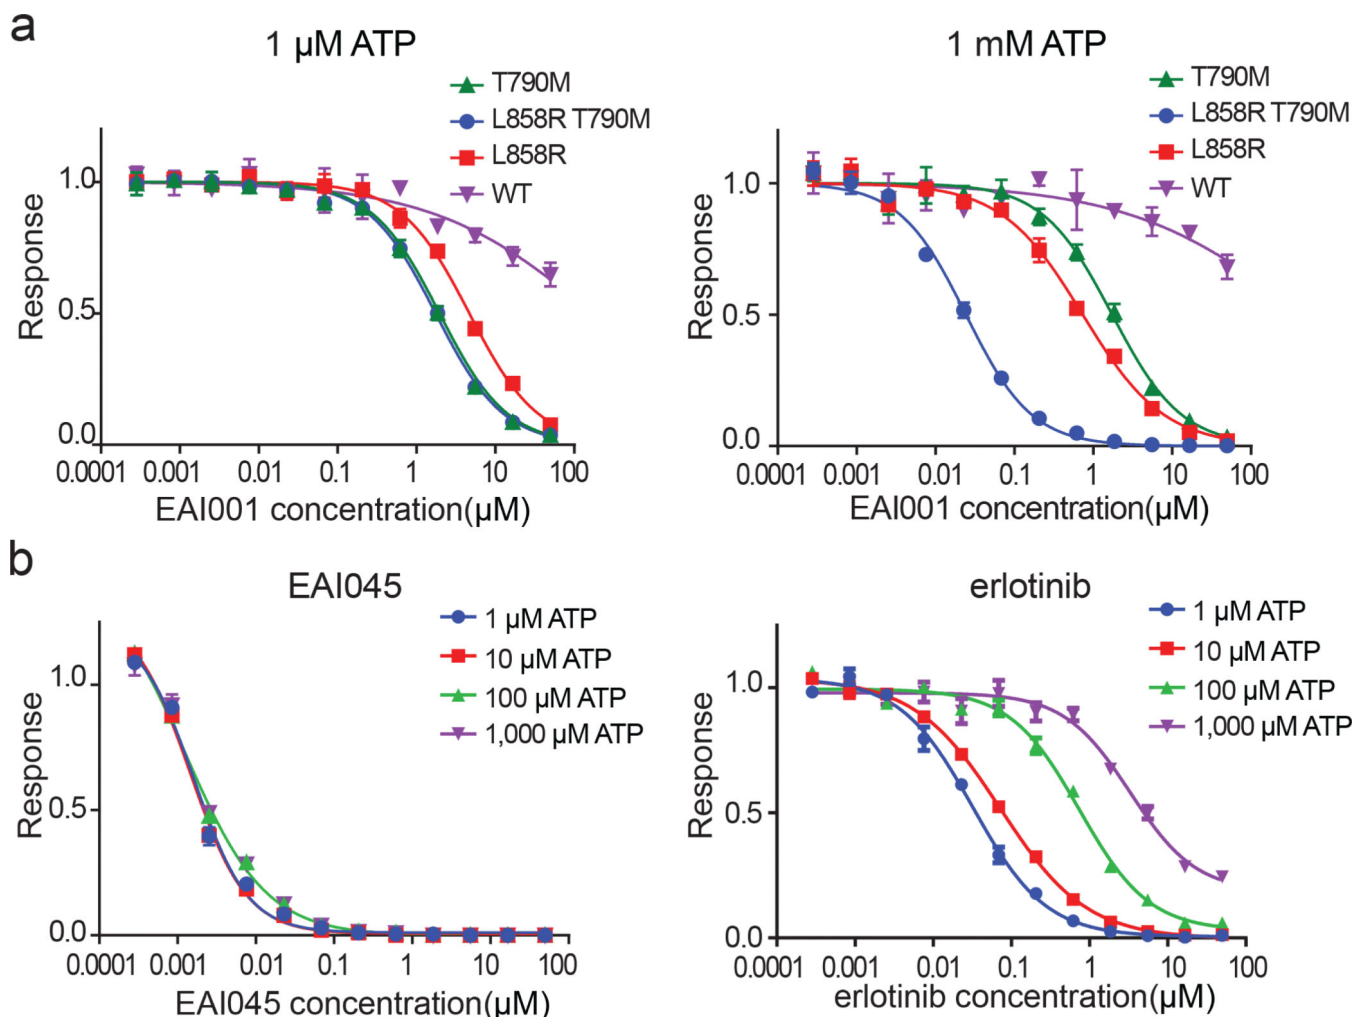 a
1 µM ATP
T790M
L858R T790M
L858R
WT
Response
1.0
0.5
0.0
0.0001 0.001 0.01 0.1 1 10 100
EAI001 concentration(µM)
1 mM ATP
T790M
L858R T790M
L858R
WT
Response
1.0
0.5
0.0
0.0001 0.001 0.01 0.1 1 10 100
EAI001 concentration(µM)
b
EAI045
1 µM ATP
10 µM ATP
100 µM ATP
1,000 µM ATP
Response
1.0
0.5
0.0
0.0001 0.001 0.01 0.1 1 10 100
EAI045 concentration(µM)
erlotinib
1 µM ATP
10 µM ATP
100 µM ATP
1,000 µM ATP
Response
1.0
0.5
0.0
0.0001 0.001 0.01 0.1 1 10 100
erlotinib concentration(µM)